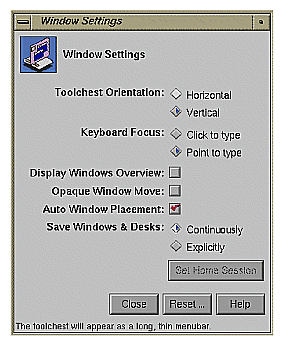 Window Settings
Window Settings
Toolchest Orientation: Horizontal
Vertical
Keyboard Focus: Click to type
Point to type
Display Windows Overview:
Opaque Window Move:
Auto Window Placement:
Save Windows & Desks: Continuously
Explicitly
Set Home Session
Close Reset ... Help
The toolchest will appear as a long, thin menubar.